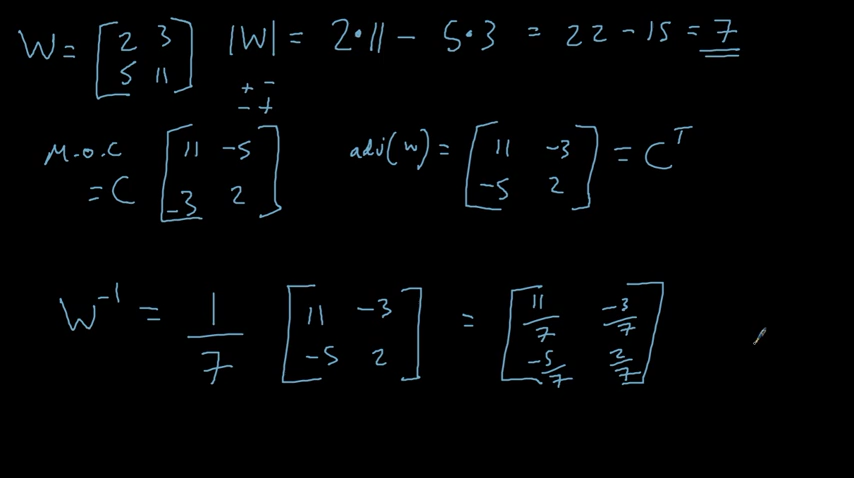 W = [ 2 3 |W| = 2·11 − 5·3 = 22 − 15 = 7
5 11 ]
+ −
− +
M.O.C [ 11 −5 adj(W) = [ 11 −3 = C^T
= C −3 2 ] −5 2 ]
W^−1 = 1/7 [ 11 −3 = [ 11/7 −3/7
−5 2 ] −5/7 2/7 ]